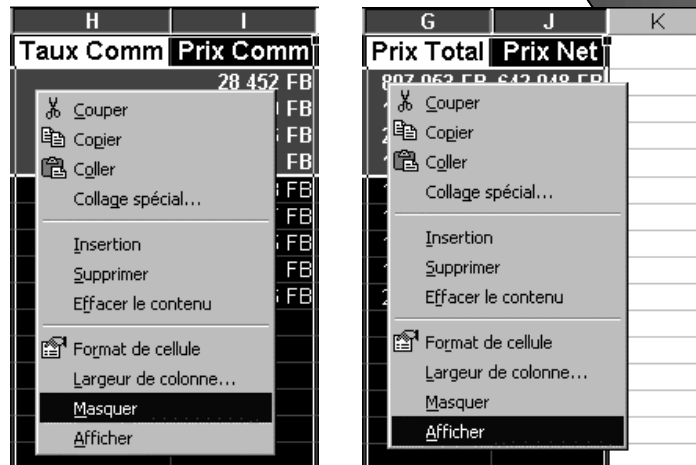 H I
Taux Comm Prix Comm
28 452 FB
FB
FB
FB
FB
FB
FB
FB
FB
Couper
Copier
Coller
Collage spécial...
Insertion
Supprimer
Effacer le contenu
Format de cellule
Largeur de colonne...
Masquer
Afficher
G J K
Prix Total Prix Net
Couper
Copier
Coller
Collage spécial...
Insertion
Supprimer
Effacer le contenu
Format de cellule
Largeur de colonne...
Masquer
Afficher